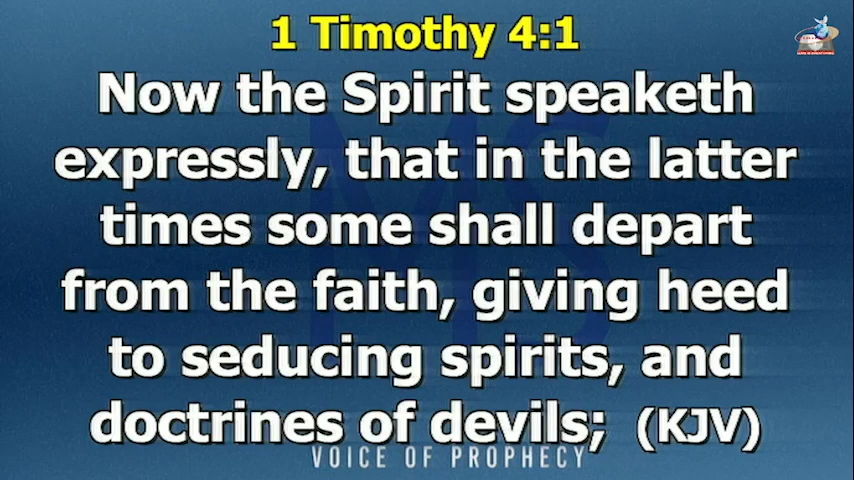 1 Timothy 4:1
Now the Spirit speaketh
expressly, that in the latter
times some shall depart
from the faith, giving heed
to seducing spirits, and
doctrines of devils; (KJV)
VOICE OF PROPHECY